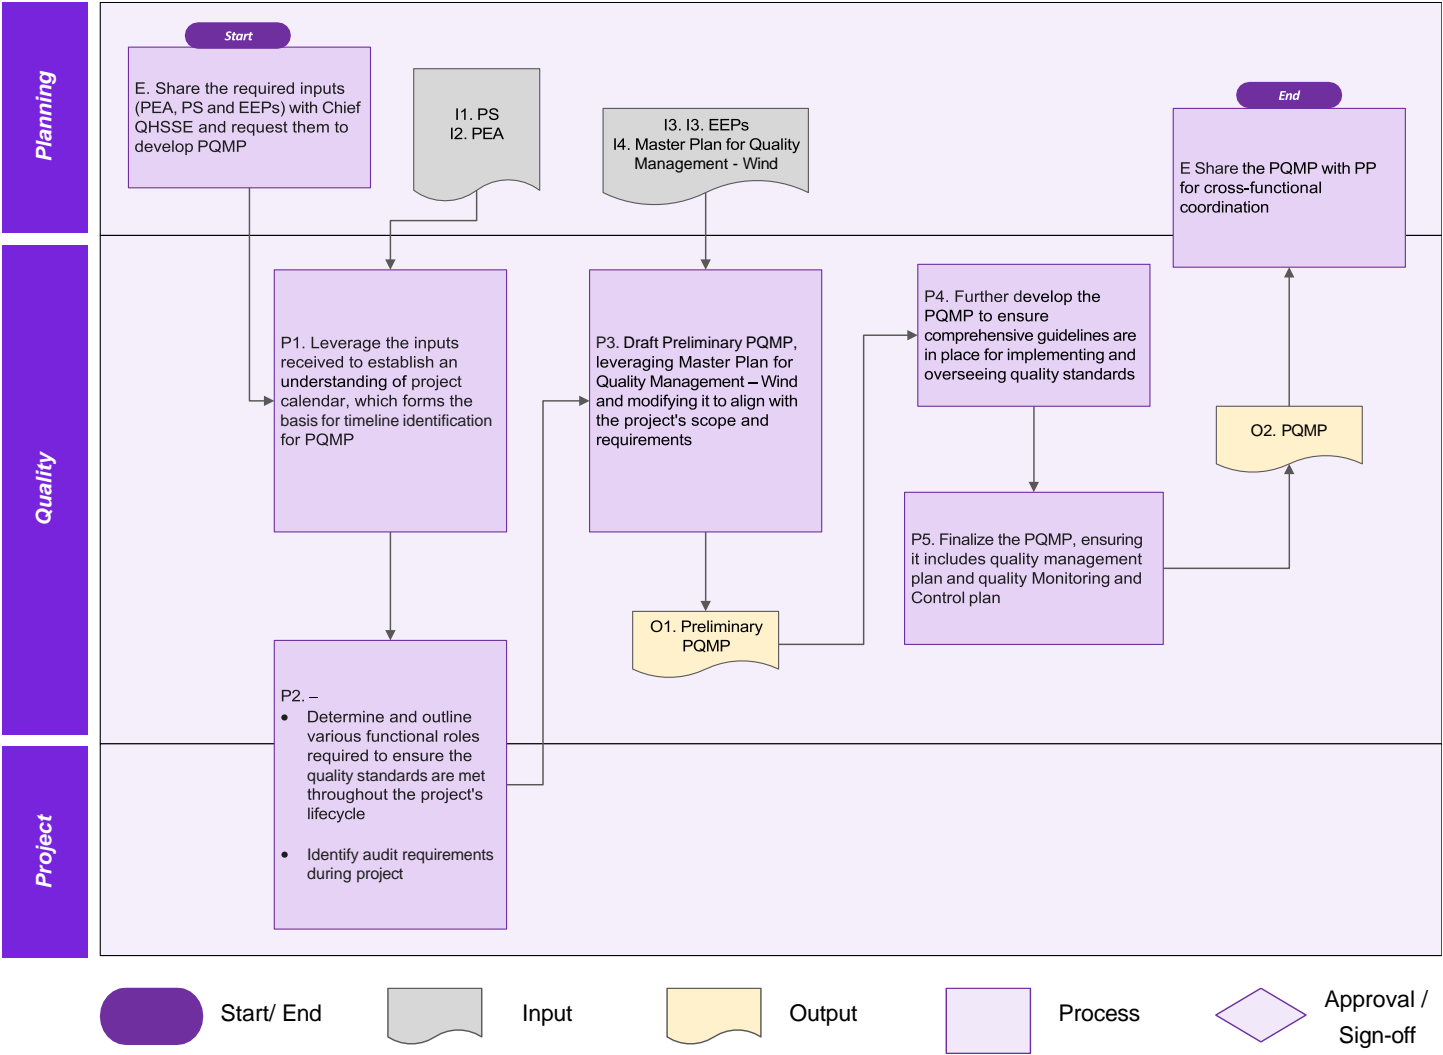 Planning
Start
E. Share the required inputs
(PEA, PS and EEPs) with Chief
QHSSE and request them to
develop PQMP
I1. PS
I2. PEA
I3. I3. EEPs
I4. Master Plan for Quality
Management - Wind
End
E Share the PQMP with PP
for cross-functional
coordination
Quality
P1. Leverage the inputs
received to establish an
understanding of project
calendar, which forms the
basis for timeline identification
for PQMP
P3. Draft Preliminary PQMP,
leveraging Master Plan for
Quality Management – Wind
and modifying it to align with
the project's scope and
requirements
P4. Further develop the
PQMP to ensure
comprehensive guidelines are
in place for implementing and
overseeing quality standards
O2. PQMP
P5. Finalize the PQMP, ensuring
it includes quality management
plan and quality Monitoring and
Control plan
O1. Preliminary
PQMP
P2. –
• Determine and outline
various functional roles
required to ensure the
quality standards are met
throughout the project's
lifecycle
• Identify audit requirements
during project
Project
Start/ End
Input
Output
Process
Approval /
Sign-off